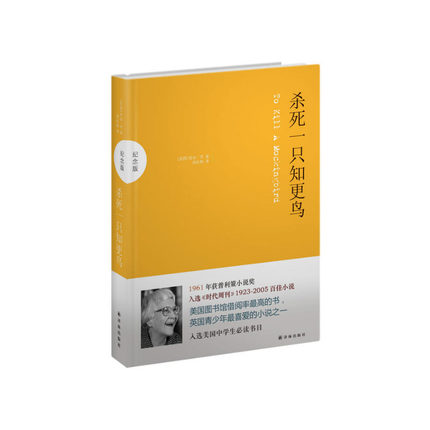 纪念版
杀死一只知更鸟
纪念版
杀死一只知更鸟
To Kill a Mockingbird
1961年获普利策小说奖
入选《时代周刊》1923-2005百佳小说
美国图书馆借阅率最高的书，
英国青少年最喜爱的小说之一
入选美国中学生必读书目
译林出版社